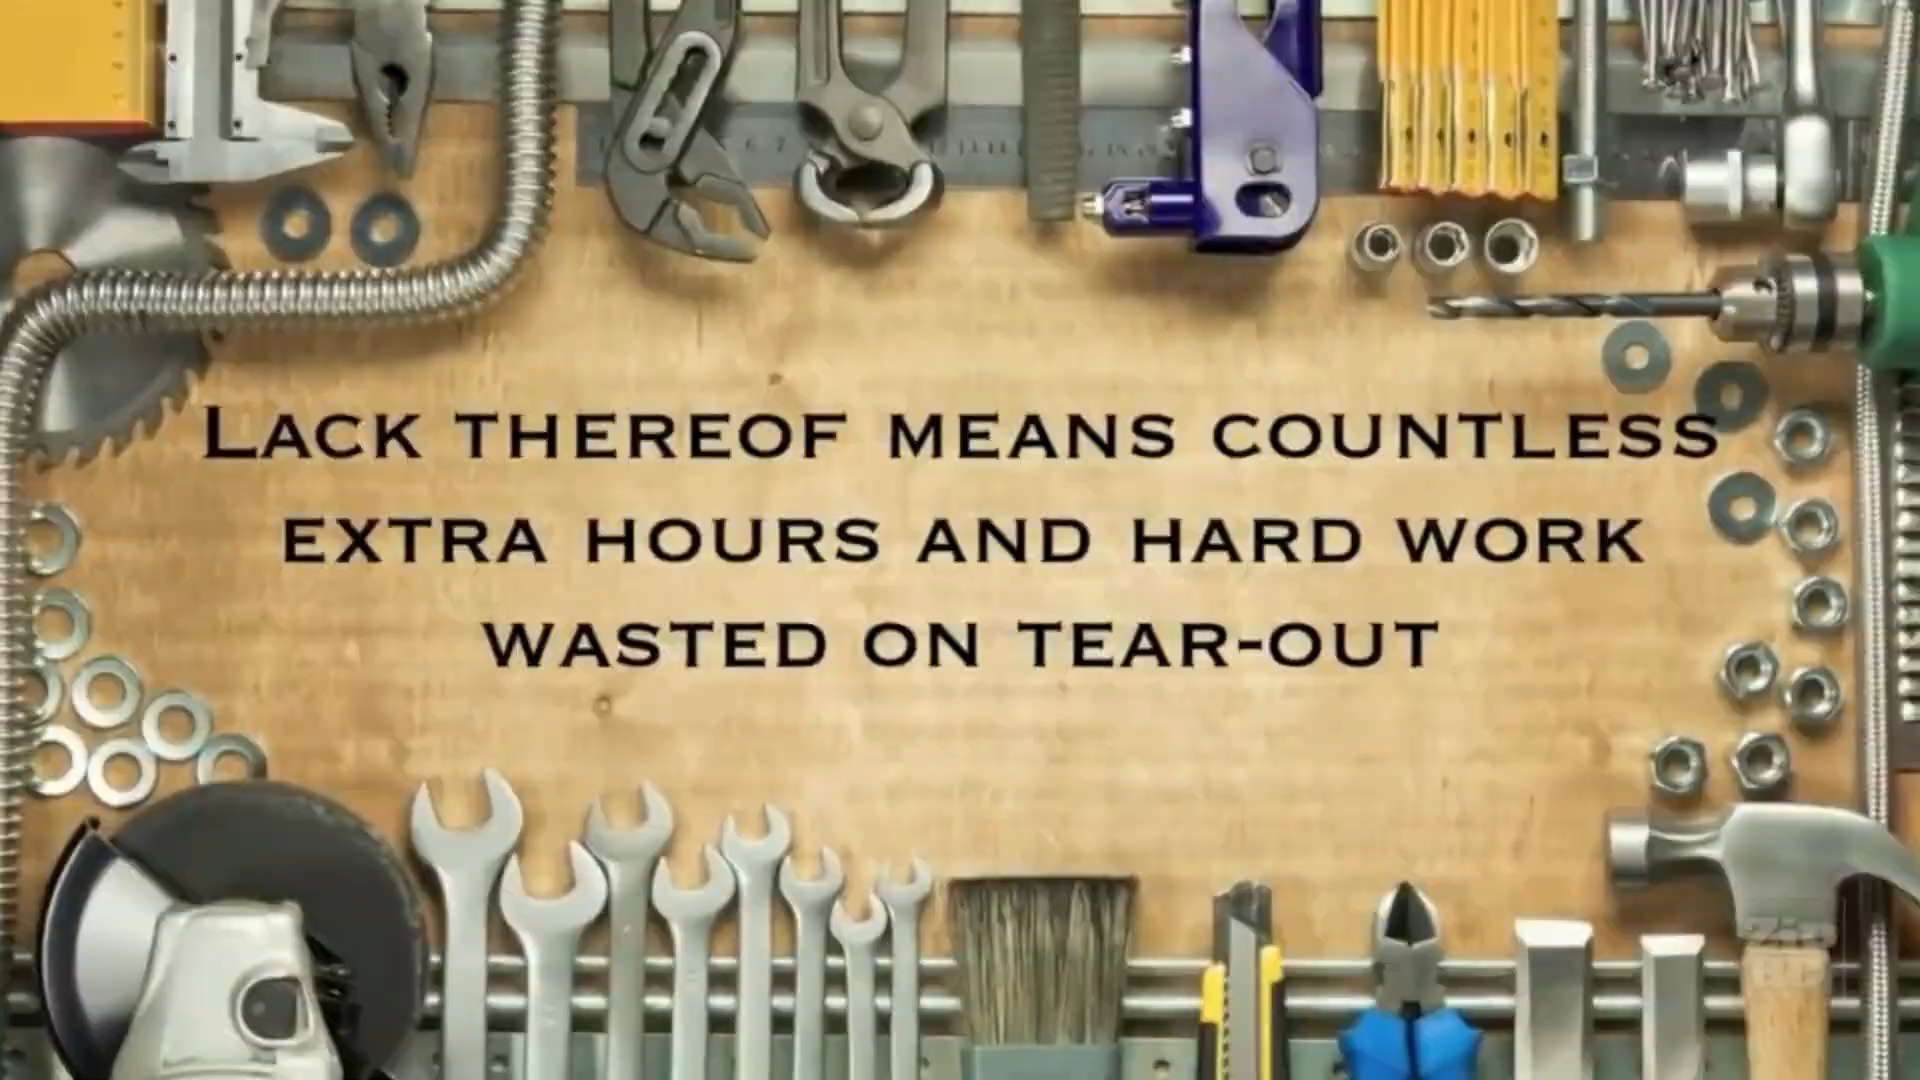 Lack thereof means countless
extra hours and hard work
wasted on tear-out